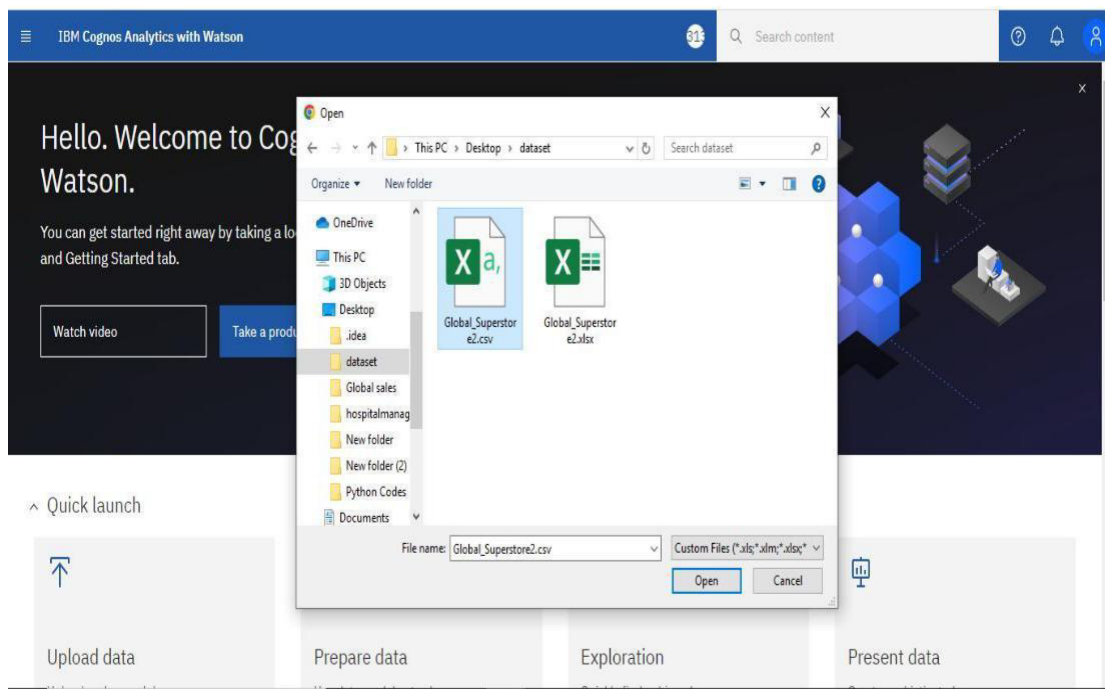 IBM Cognos Analytics with Watson
Search content
Hello. Welcome to Cog
Watson.
You can get started right away by taking a lo
and Getting Started tab.
Watch video
Take a produ
x
Open
X
This PC > Desktop > dataset
Search dataset
Organize
New folder
OneDrive
This PC
3D Objects
Desktop
.idea
dataset
Global sales
hospitalmanag
New folder
New folder (2)
Python Codes
Documents
a,
Global_Superstor
e2.csv
Global_Superstor
e2.xlsx
File name: Global_Superstore2.csv
Custom Files (*.xls;*.xlm;*.xlsx;*
Open
Cancel
Quick launch
Upload data
Prepare data
Exploration
Present data